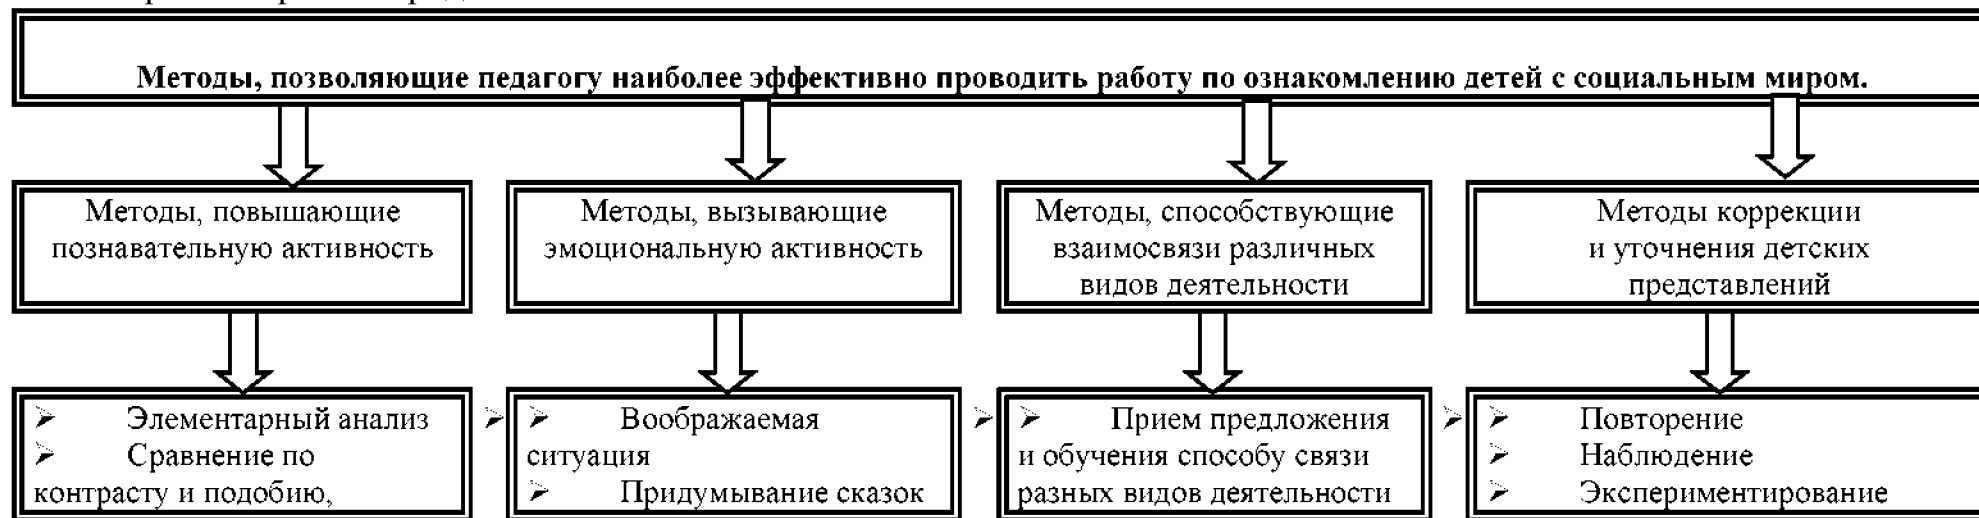 Методы, позволяющие педагогу наиболее эффективно проводить работу по ознакомлению детей с социальным миром.
Методы, повышающие
познавательную активность
Методы, вызывающие
эмоциональную активность
Методы, способствующие
взаимосвязи различных
видов деятельности
Методы коррекции
и уточнения детских
представлений
➢ Элементарный анализ
➢ Сравнение по
контрасту и подобию,
➢ ➢ Воображаемая
ситуация
➢ Придумывание сказок
➢ ➢ Прием предложения
и обучения способу связи
разных видов деятельности
➢ ➢ Повторение
➢ Наблюдение
➢ Экспериментирование